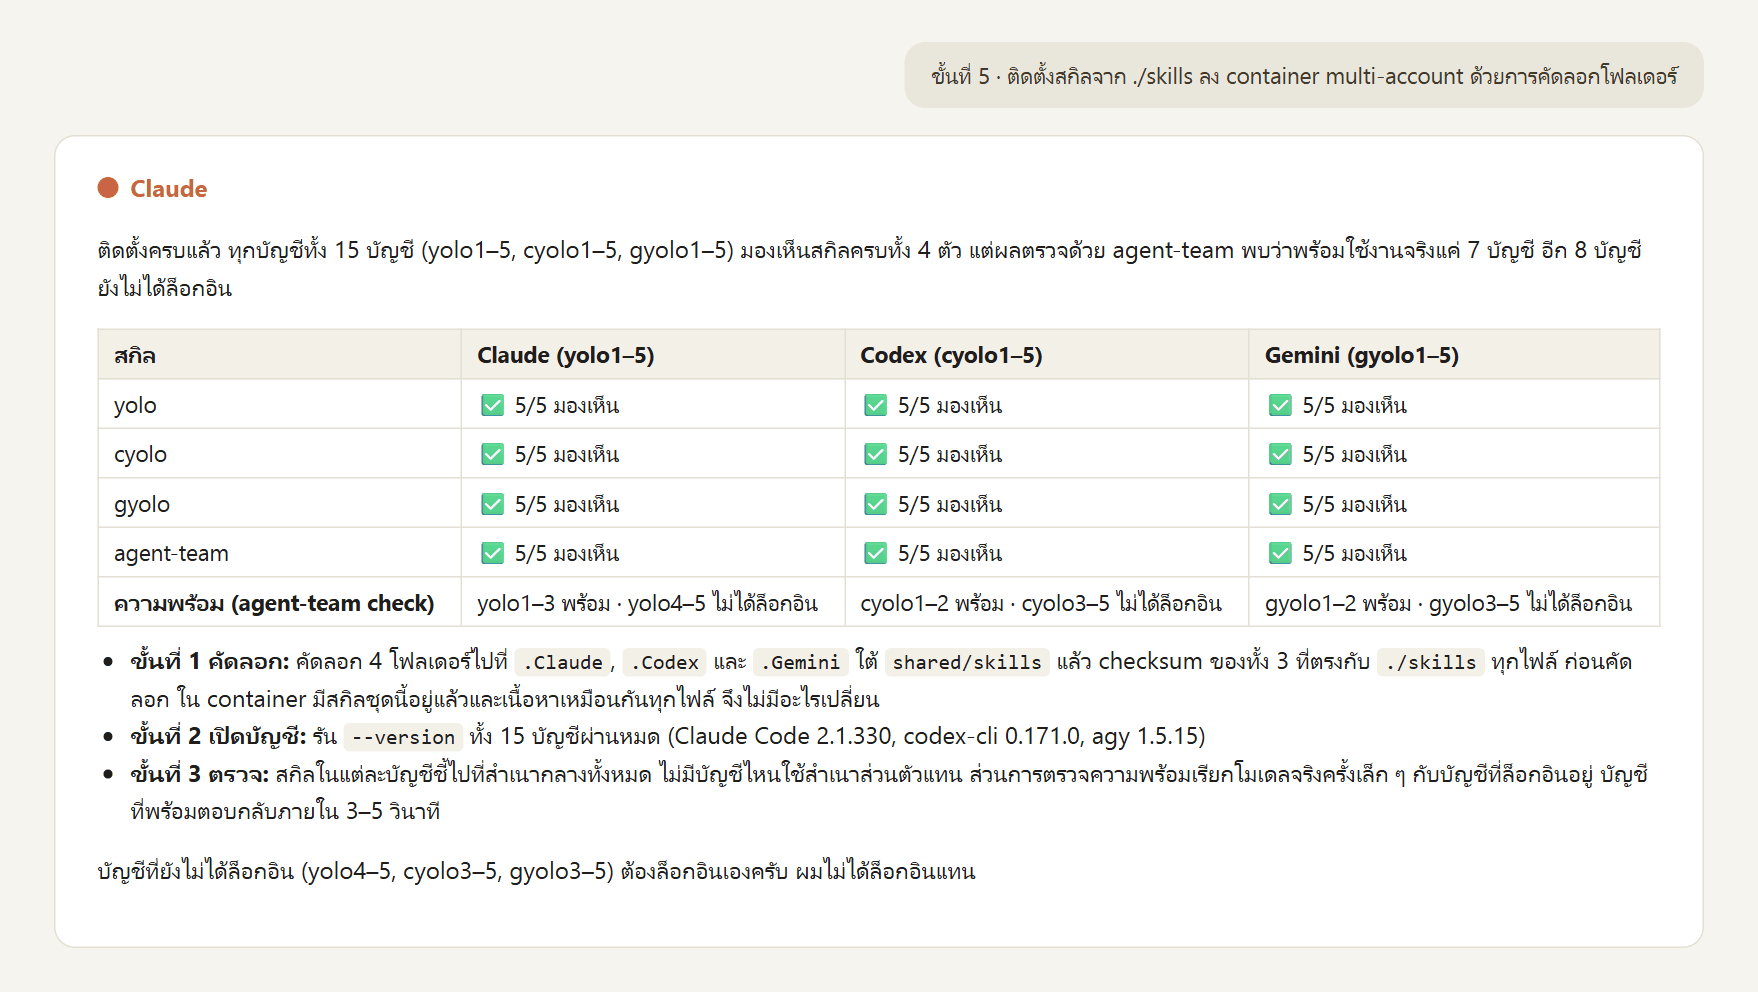 ขั้นที่ 5 · ติดตั้งสกิลจาก ./skills ลง container multi-account ด้วยการคัดลอกโฟลเดอร์
Claude
ติดตั้งครบแล้ว ทุกบัญชีทั้ง 15 บัญชี (yolo1–5, cyolo1–5, gyolo1–5) มองเห็นสกิลครบทั้ง 4 ตัว แต่ผลตรวจด้วย agent-team พบว่าพร้อมใช้งานจริงแค่ 7 บัญชี อีก 8 บัญชี
ยังไม่ได้ล็อกอิน
สกิล Claude (yolo1–5) Codex (cyolo1–5) Gemini (gyolo1–5)
yolo ✅ 5/5 มองเห็น ✅ 5/5 มองเห็น ✅ 5/5 มองเห็น
cyolo ✅ 5/5 มองเห็น ✅ 5/5 มองเห็น ✅ 5/5 มองเห็น
gyolo ✅ 5/5 มองเห็น ✅ 5/5 มองเห็น ✅ 5/5 มองเห็น
agent-team ✅ 5/5 มองเห็น ✅ 5/5 มองเห็น ✅ 5/5 มองเห็น
ความพร้อม (agent-team check) yolo1–3 พร้อม · yolo4–5 ไม่ได้ล็อกอิน cyolo1–2 พร้อม · cyolo3–5 ไม่ได้ล็อกอิน gyolo1–2 พร้อม · gyolo3–5 ไม่ได้ล็อกอิน
• ขั้นที่ 1 คัดลอก: คัดลอก 4 โฟลเดอร์ไปที่ .Claude, .Codex และ .Gemini ใต้ shared/skills แล้ว checksum ของทั้ง 3 ที่ตรงกับ ./skills ทุกไฟล์ ก่อนคัด
ลอก ใน container มีสกิลชุดนี้อยู่แล้วและเนื้อหาเหมือนกันทุกไฟล์ จึงไม่มีอะไรเปลี่ยน
• ขั้นที่ 2 เปิดบัญชี: รัน --version ทั้ง 15 บัญชีผ่านหมด (Claude Code 2.1.330, codex-cli 0.171.0, agy 1.5.15)
• ขั้นที่ 3 ตรวจ: สกิลในแต่ละบัญชีชี้ไปที่สำเนากลางทั้งหมด ไม่มีบัญชีไหนใช้สำเนาส่วนตัวแทน ส่วนการตรวจความพร้อมเรียกโมเดลจริงครั้งเล็ก ๆ กับบัญชีที่ล็อกอินอยู่ บัญชี
ที่พร้อมตอบกลับภายใน 3–5 วินาที
บัญชีที่ยังไม่ได้ล็อกอิน (yolo4–5, cyolo3–5, gyolo3–5) ต้องล็อกอินเองครับ ผมไม่ได้ล็อกอินแทน